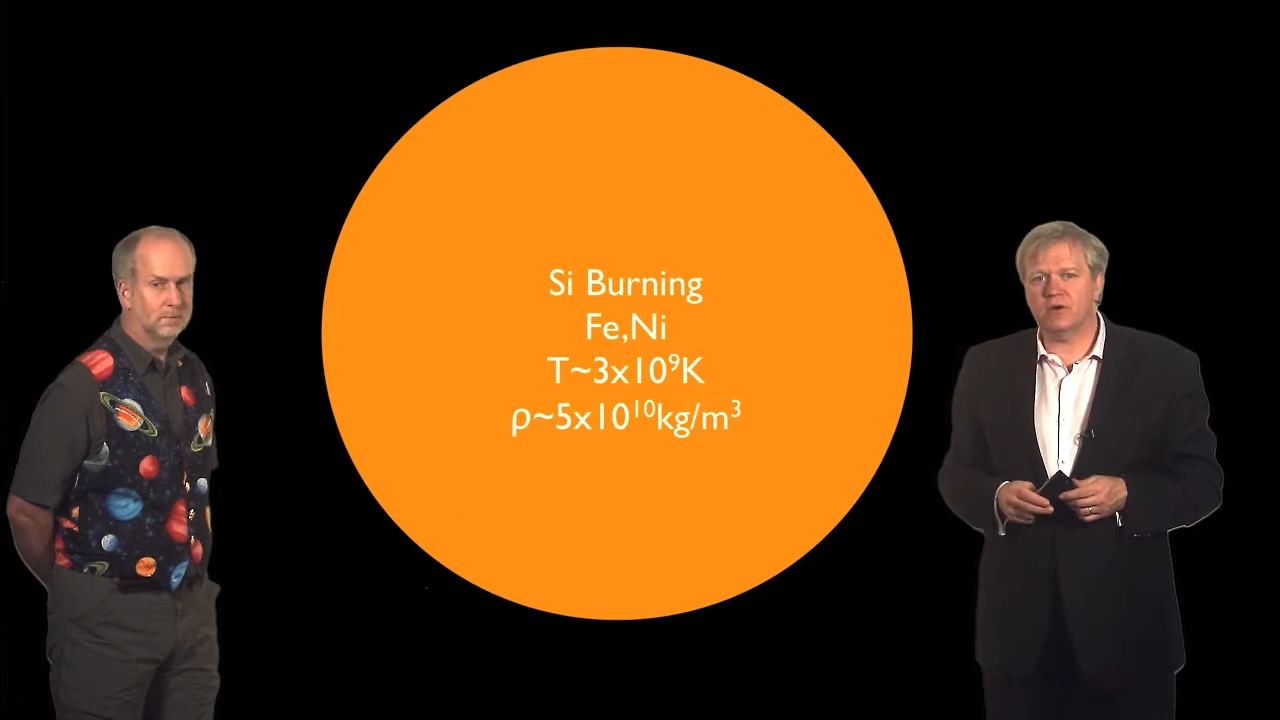 Si Burning
Fe,Ni
T~3x10⁹K
ρ~5x10¹⁰kg/m³